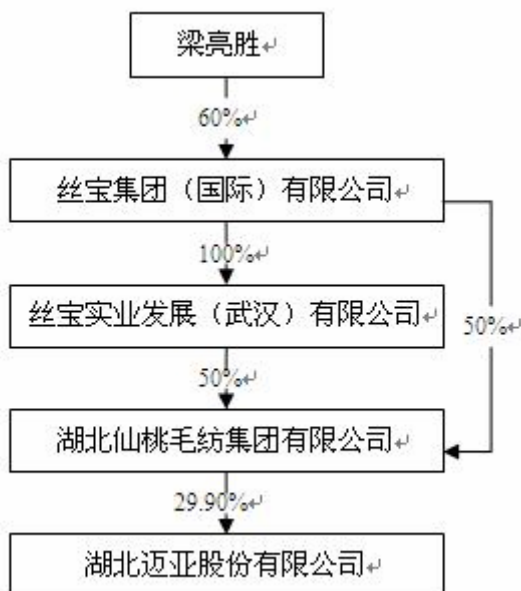 梁亮胜↵
60%↵
丝宝集团（国际）有限公司↵
100%↵
丝宝实业发展（武汉）有限公司↵
50%↵
50%↵
湖北仙桃毛纺集团有限公司↵
29.90%↵
湖北迈亚股份有限公司↵